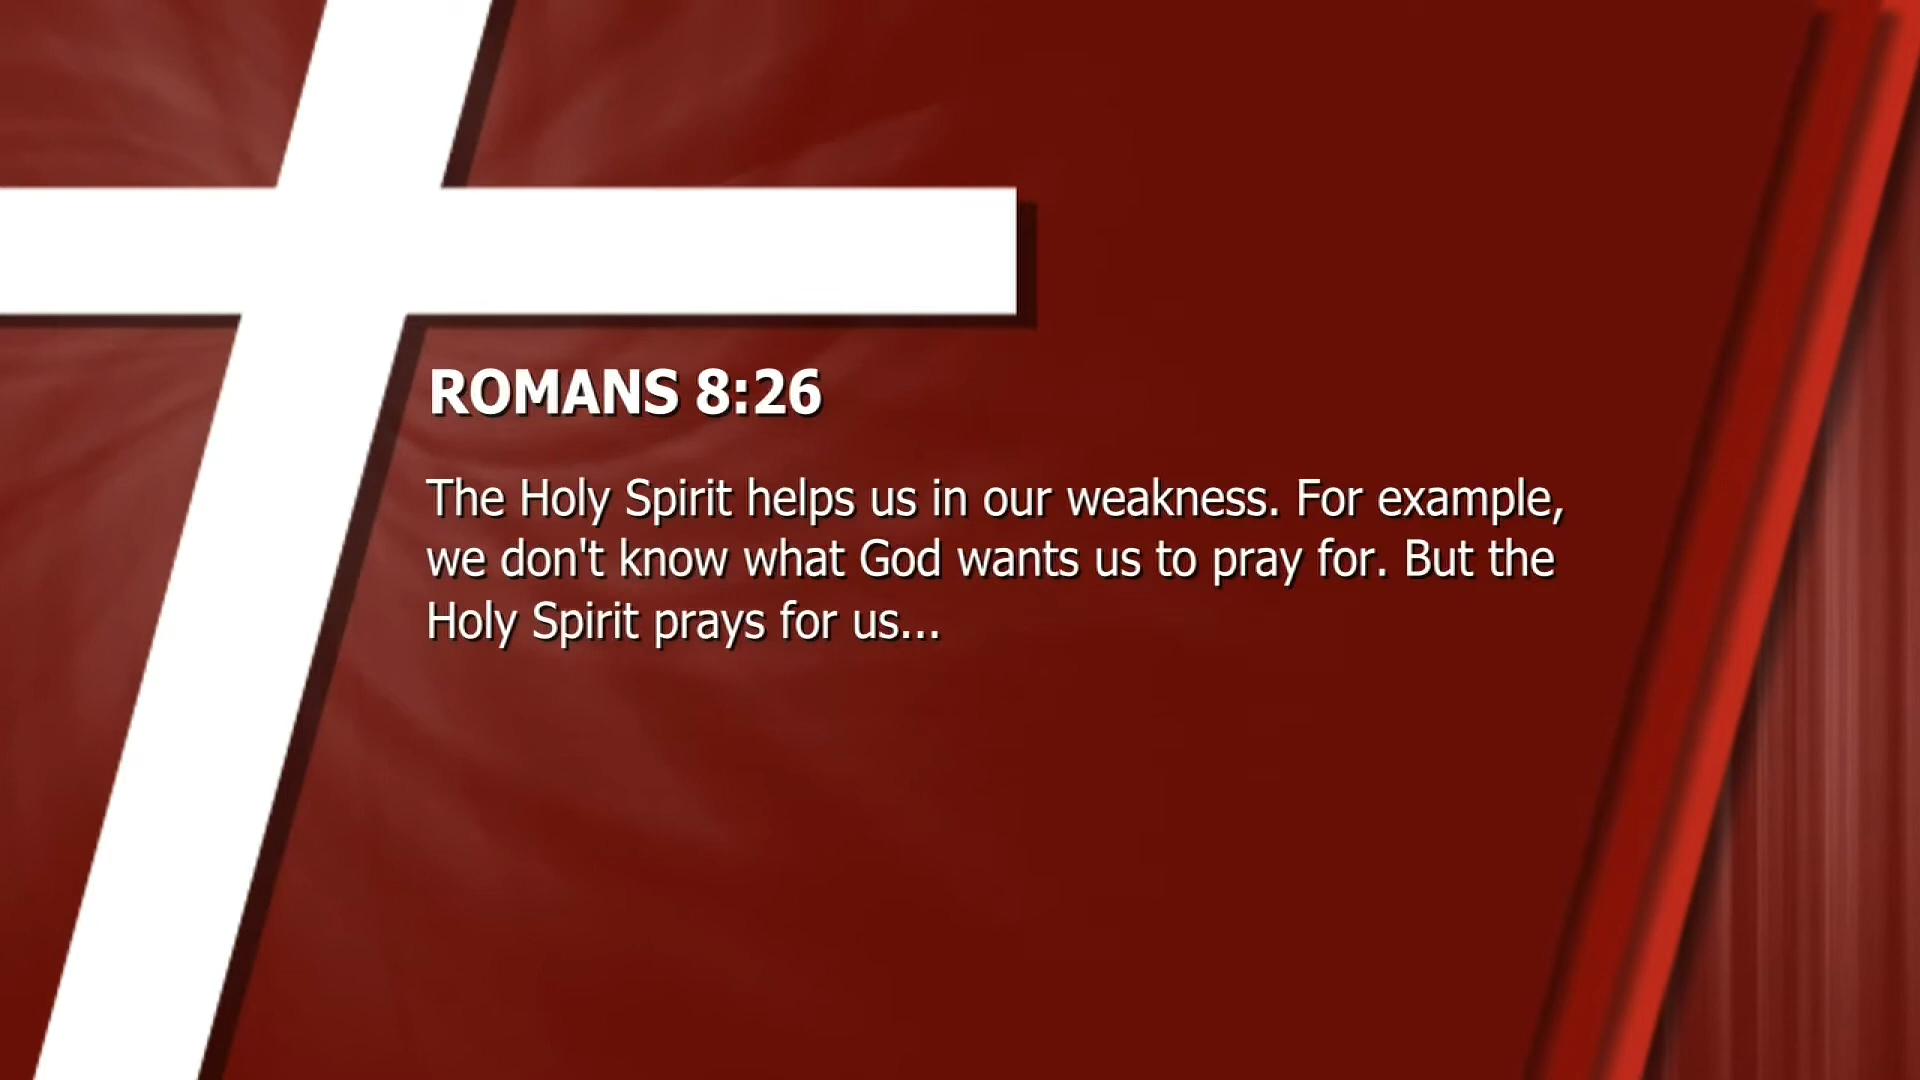 ROMANS 8:26
The Holy Spirit helps us in our weakness. For example,
we don't know what God wants us to pray for. But the
Holy Spirit prays for us...